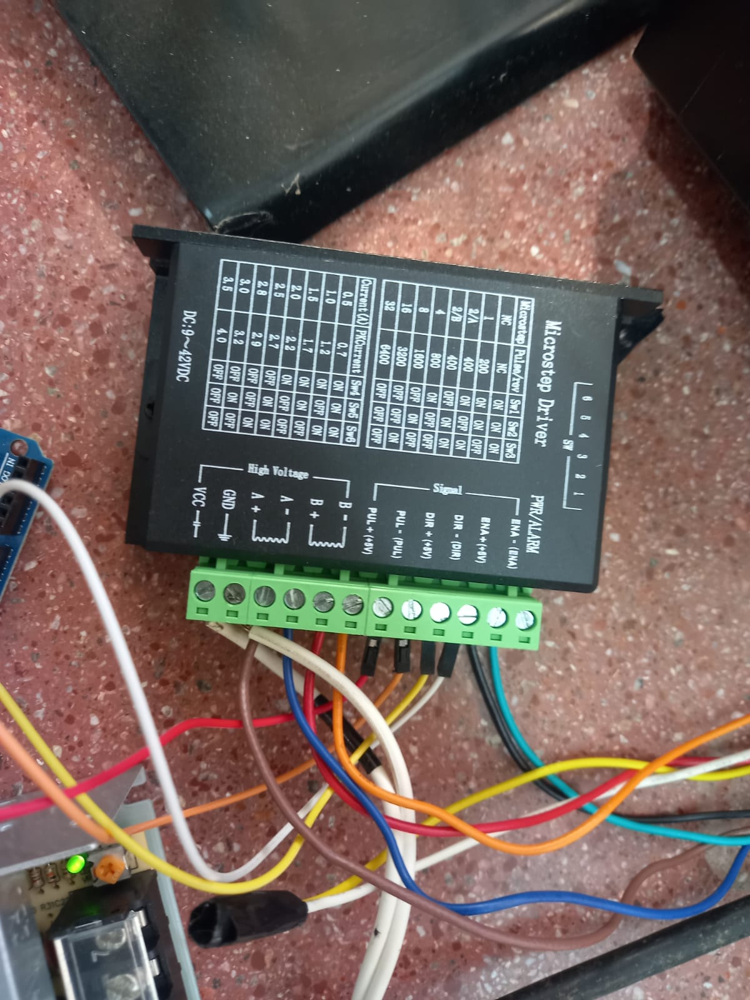 6 5 4 3 2 1
SW
Microstep Driver
PWR/ALARM
Microstep Pulse/rev Sw1 Sw2 Sw3
NC NC ON ON ON
1 200 ON ON OFF
2/A 400 ON OFF ON
2/B 400 OFF ON ON
4 800 ON OFF OFF
8 1600 OFF ON OFF
16 3200 OFF OFF ON
32 6400 OFF OFF OFF
Current(A) PKCurrent Sw4 Sw5 Sw6
0.5 0.7 ON ON ON
1.0 1.2 ON OFF ON
1.5 1.7 ON ON OFF
2.0 2.2 ON OFF OFF
2.5 2.7 OFF ON ON
2.8 2.9 OFF OFF ON
3.0 3.2 OFF ON OFF
3.5 4.0 OFF OFF OFF
DC:9~42VDC
Signal
ENA-(ENA)
ENA+(+5V)
DIR-(DIR)
DIR+(+5V)
PUL-(PUL)
PUL+(+5V)
High Voltage
B-
B+
A-
A+
GND
VCC